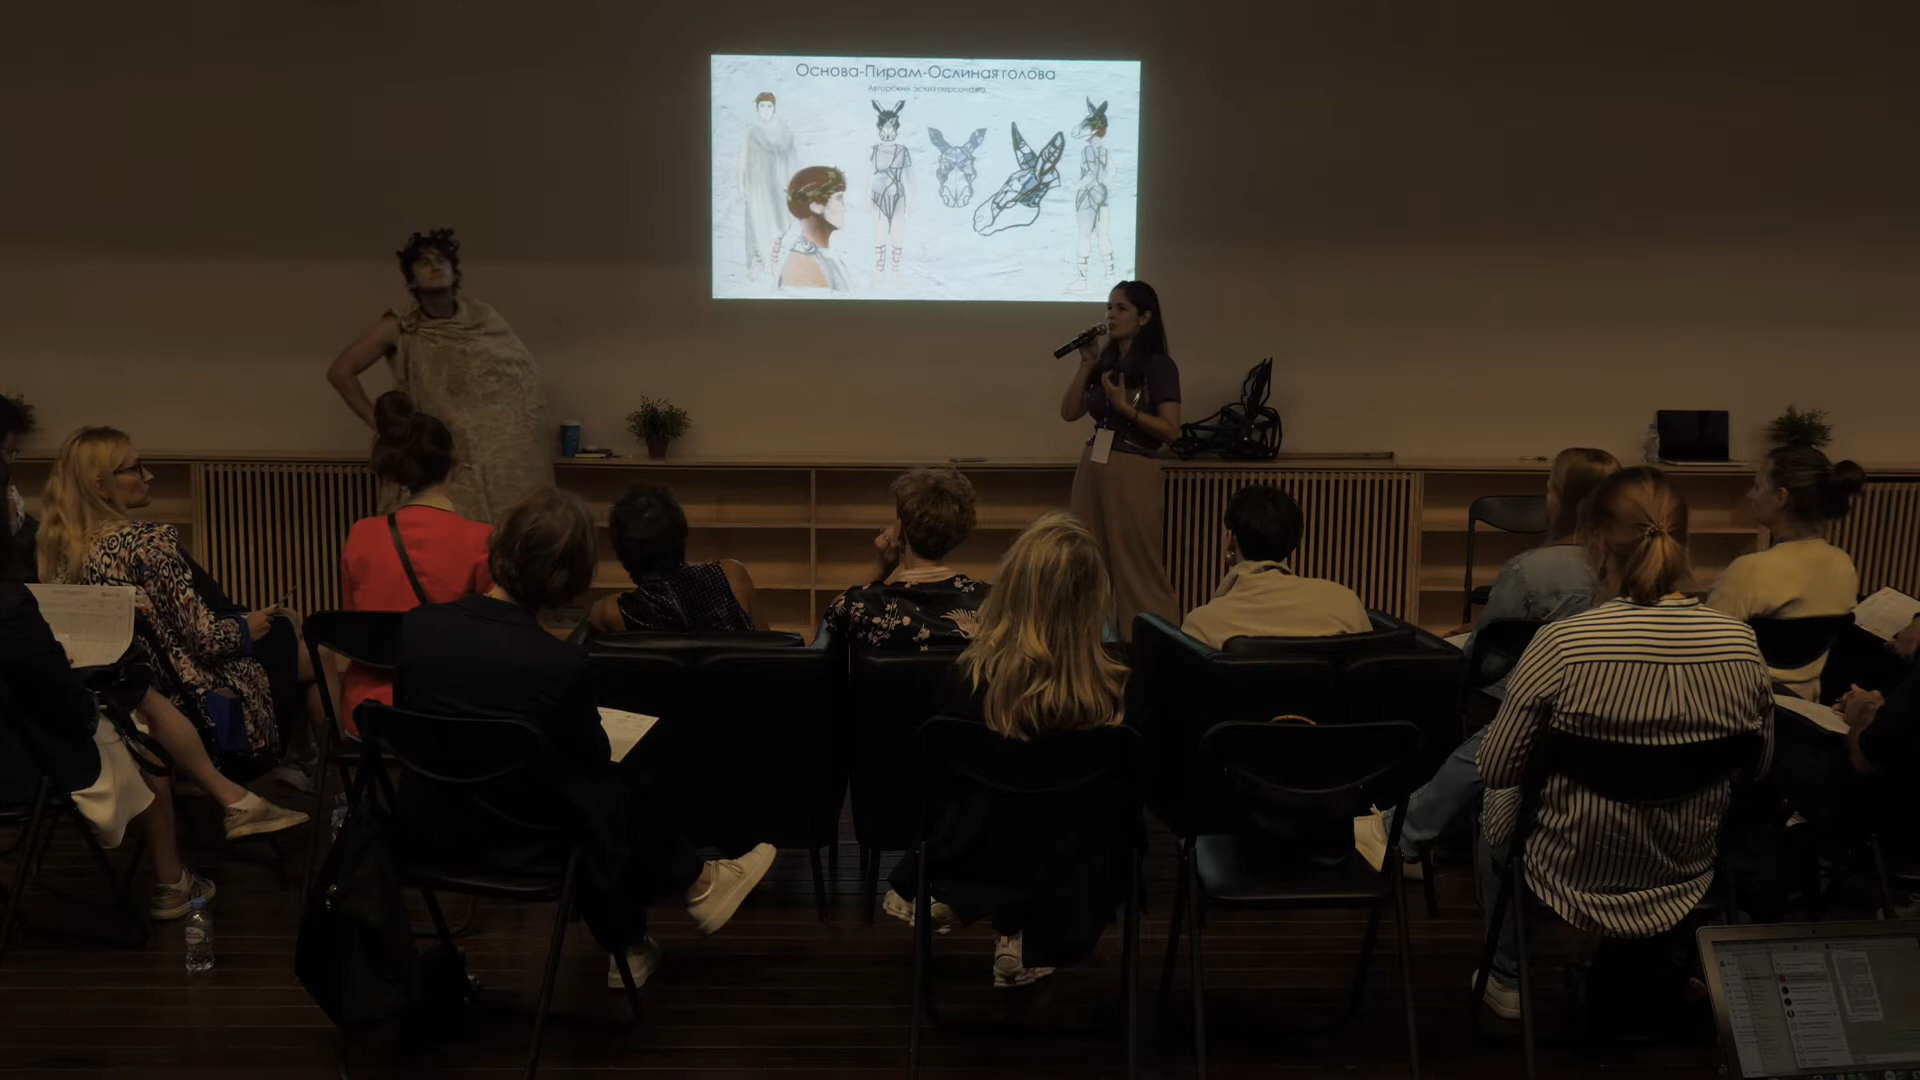 Основа-Пирам-Ослиная голова
Авторский эскиз персонажа